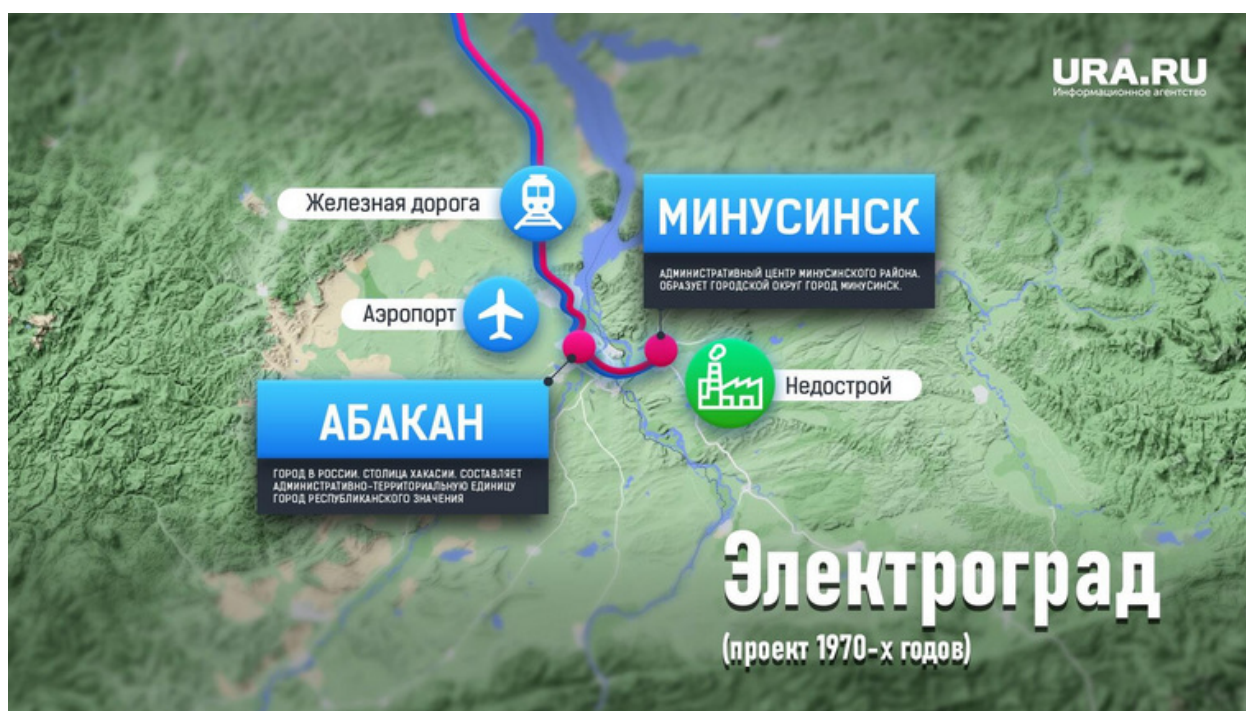 URA.RU
Информационное агентство
Железная дорога
МИНУСИНСК
АДМИНИСТРАТИВНЫЙ ЦЕНТР МИНУСИНСКОГО РАЙОНА.
ОБРАЗУЕТ ГОРОДСКОЙ ОКРУГ ГОРОД МИНУСИНСК.
Аэропорт
Недострой
АБАКАН
ГОРОД В РОССИИ. СТОЛИЦА ХАКАСИИ. СОСТАВЛЯЕТ
АДМИНИСТРАТИВНО-ТЕРРИТОРИАЛЬНУЮ ЕДИНИЦУ
ГОРОД РЕСПУБЛИКАНСКОГО ЗНАЧЕНИЯ
Электроград
(проект 1970-х годов)